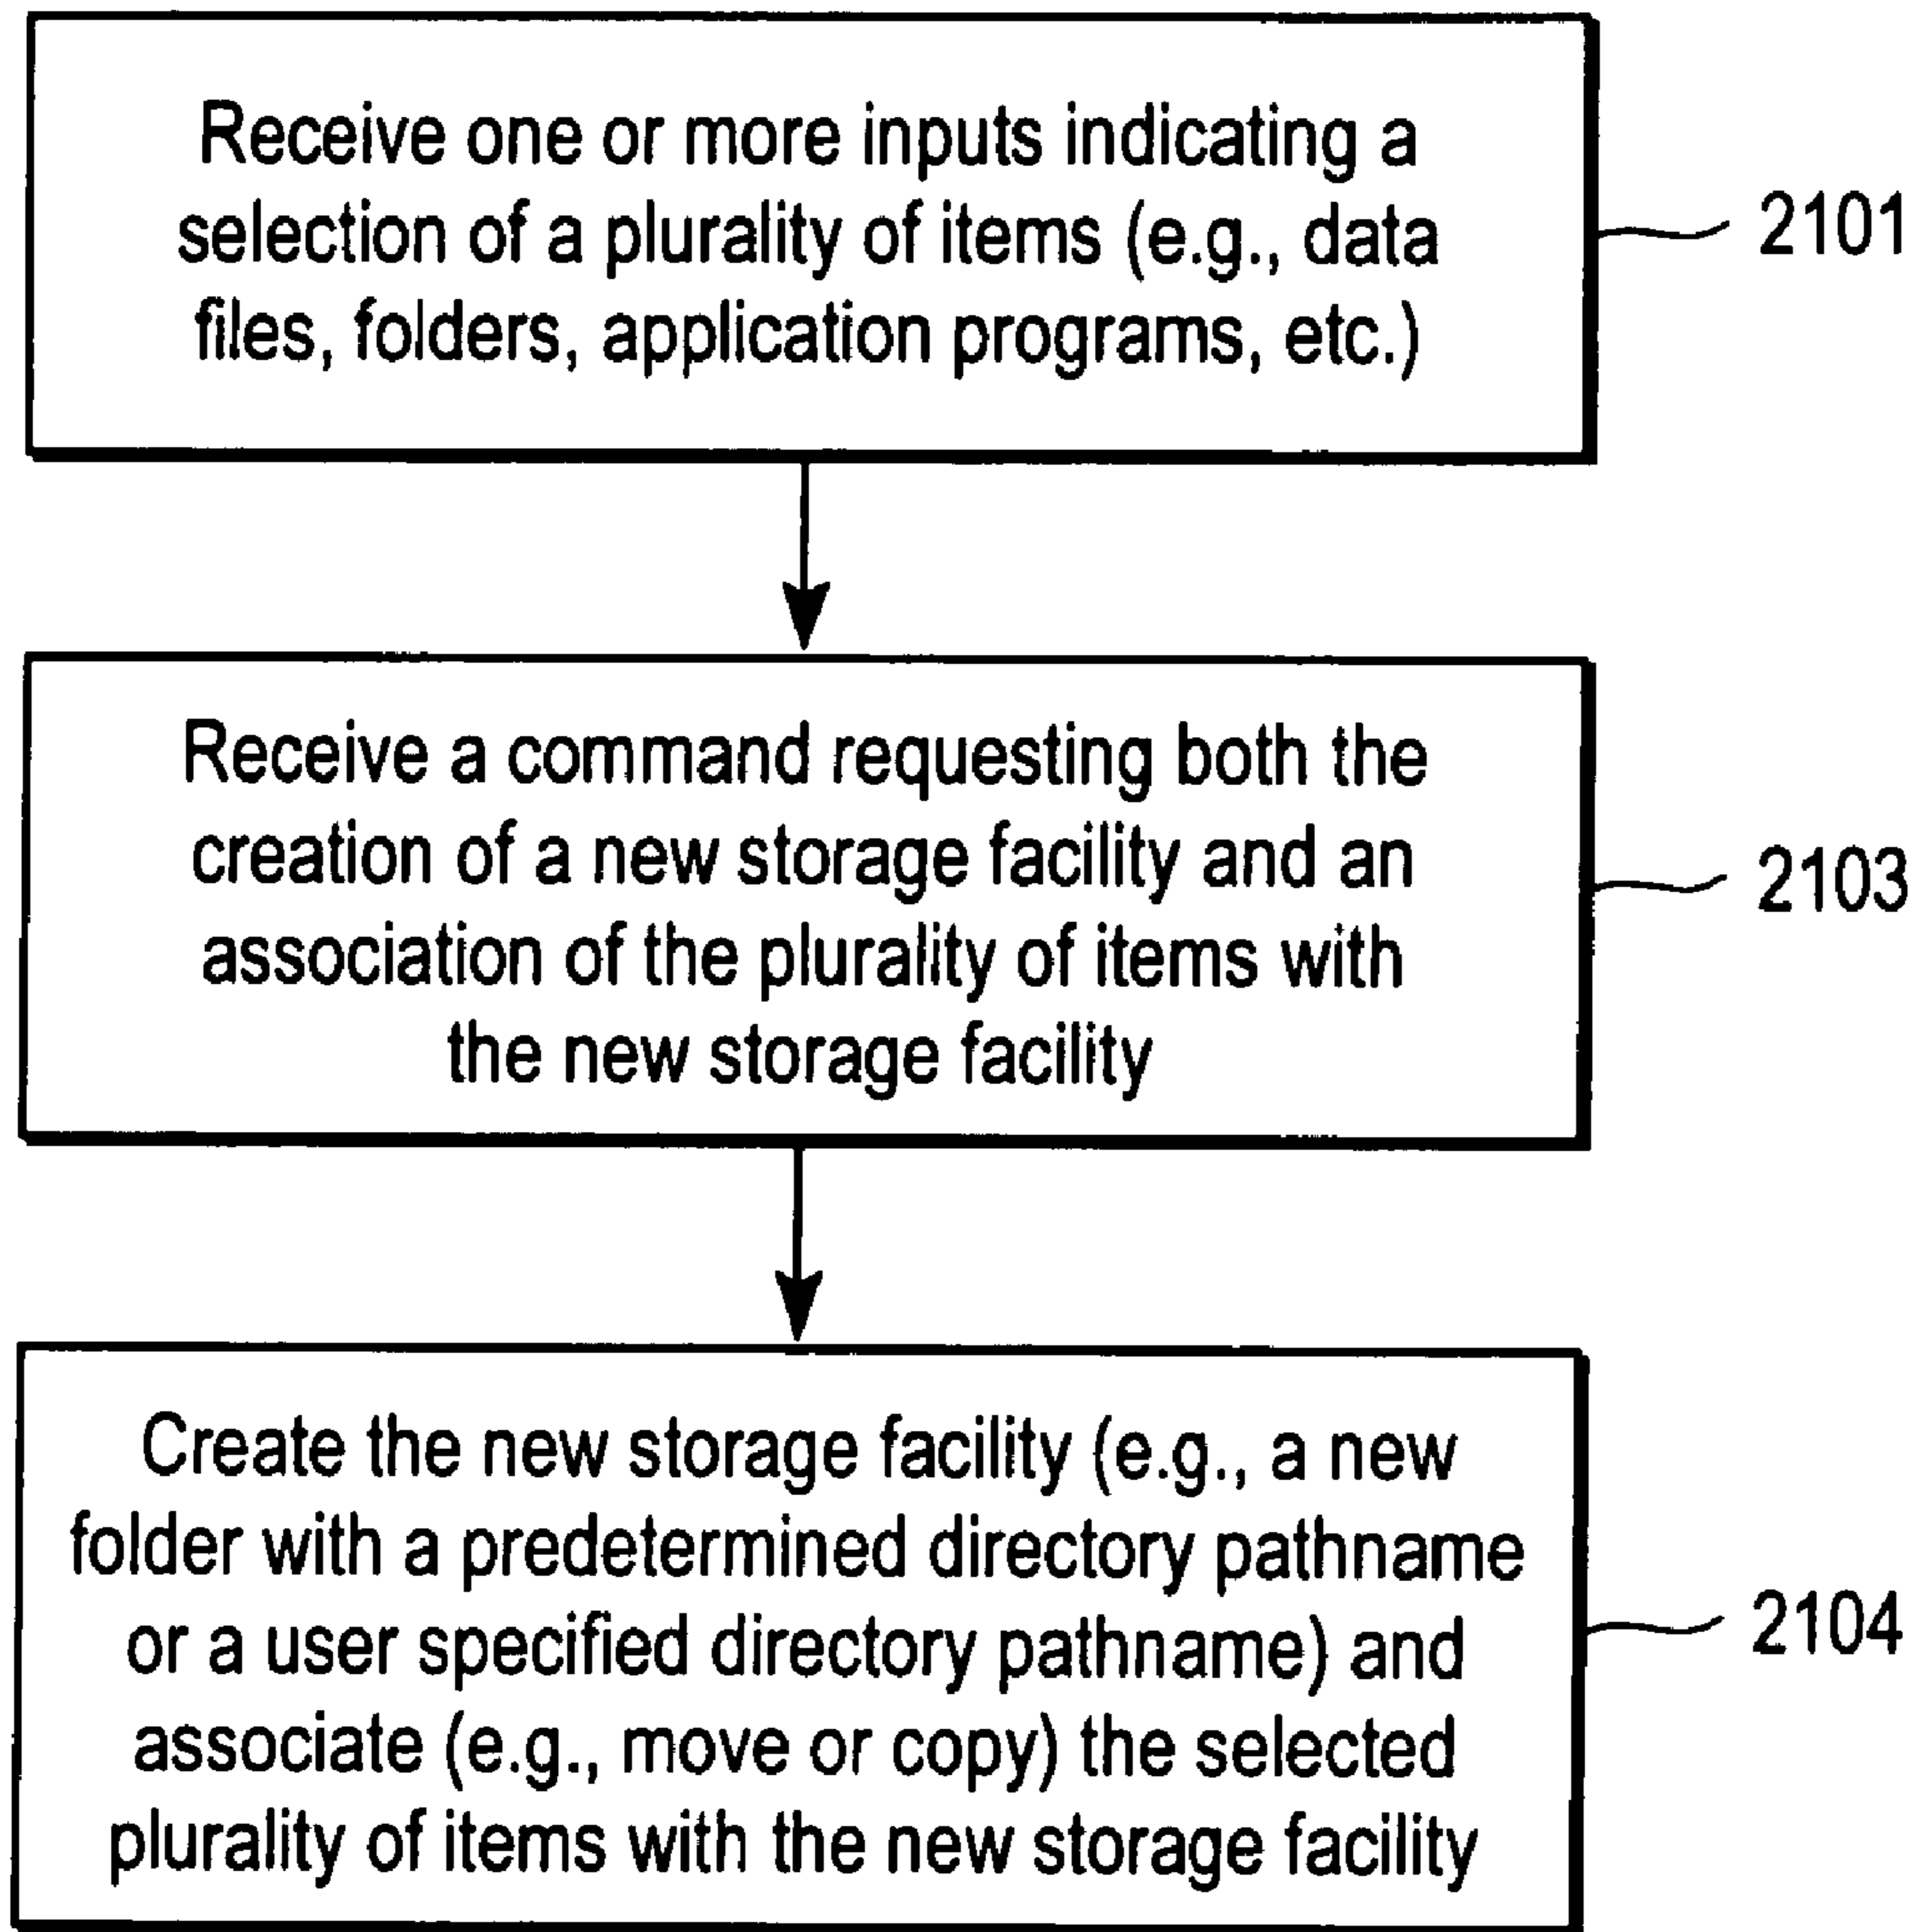 Receive one or more inputs indicating a
selection of a plurality of items (e.g., data
files, folders, application programs, etc.)
2101
Receive a command requesting both the
creation of a new storage facility and an
association of the plurality of items with
the new storage facility
2103
Create the new storage facility (e.g., a new
folder with a predetermined directory pathname
or a user specified directory pathname) and
associate (e.g., move or copy) the selected
plurality of items with the new storage facility
2104